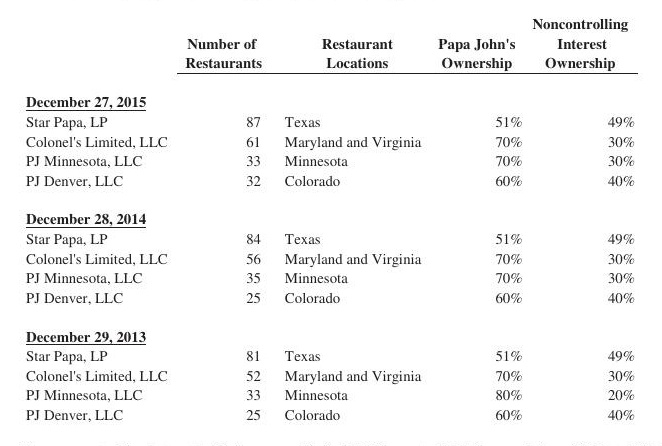 Noncontrolling
Number of Restaurant Papa John's Interest
Restaurants Locations Ownership Ownership
December 27, 2015
Star Papa, LP 87 Texas 51% 49%
Colonel's Limited, LLC 61 Maryland and Virginia 70% 30%
PJ Minnesota, LLC 33 Minnesota 70% 30%
PJ Denver, LLC 32 Colorado 60% 40%
December 28, 2014
Star Papa, LP 84 Texas 51% 49%
Colonel's Limited, LLC 56 Maryland and Virginia 70% 30%
PJ Minnesota, LLC 35 Minnesota 70% 30%
PJ Denver, LLC 25 Colorado 60% 40%
December 29, 2013
Star Papa, LP 81 Texas 51% 49%
Colonel's Limited, LLC 52 Maryland and Virginia 70% 30%
PJ Minnesota, LLC 33 Minnesota 80% 20%
PJ Denver, LLC 25 Colorado 60% 40%